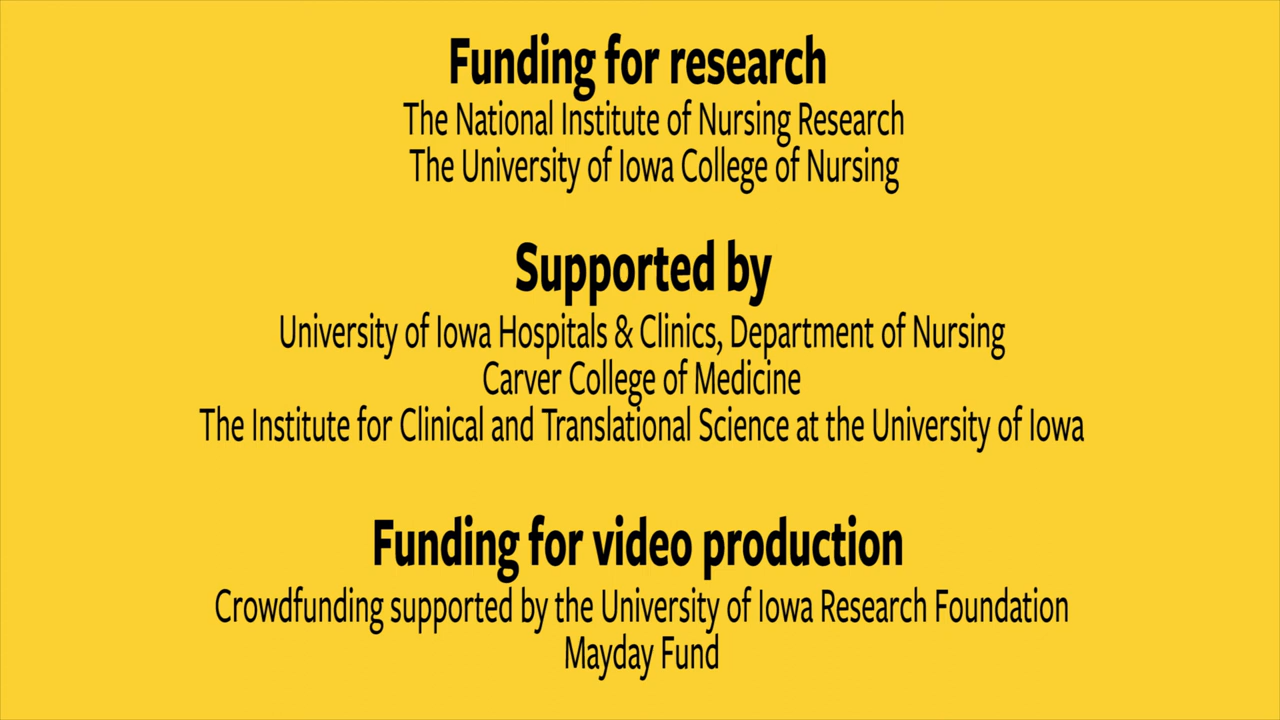 Funding for research
The National Institute of Nursing Research
The University of Iowa College of Nursing
Supported by
University of Iowa Hospitals & Clinics, Department of Nursing
Carver College of Medicine
The Institute for Clinical and Translational Science at the University of Iowa
Funding for video production
Crowdfunding supported by the University of Iowa Research Foundation
Mayday Fund